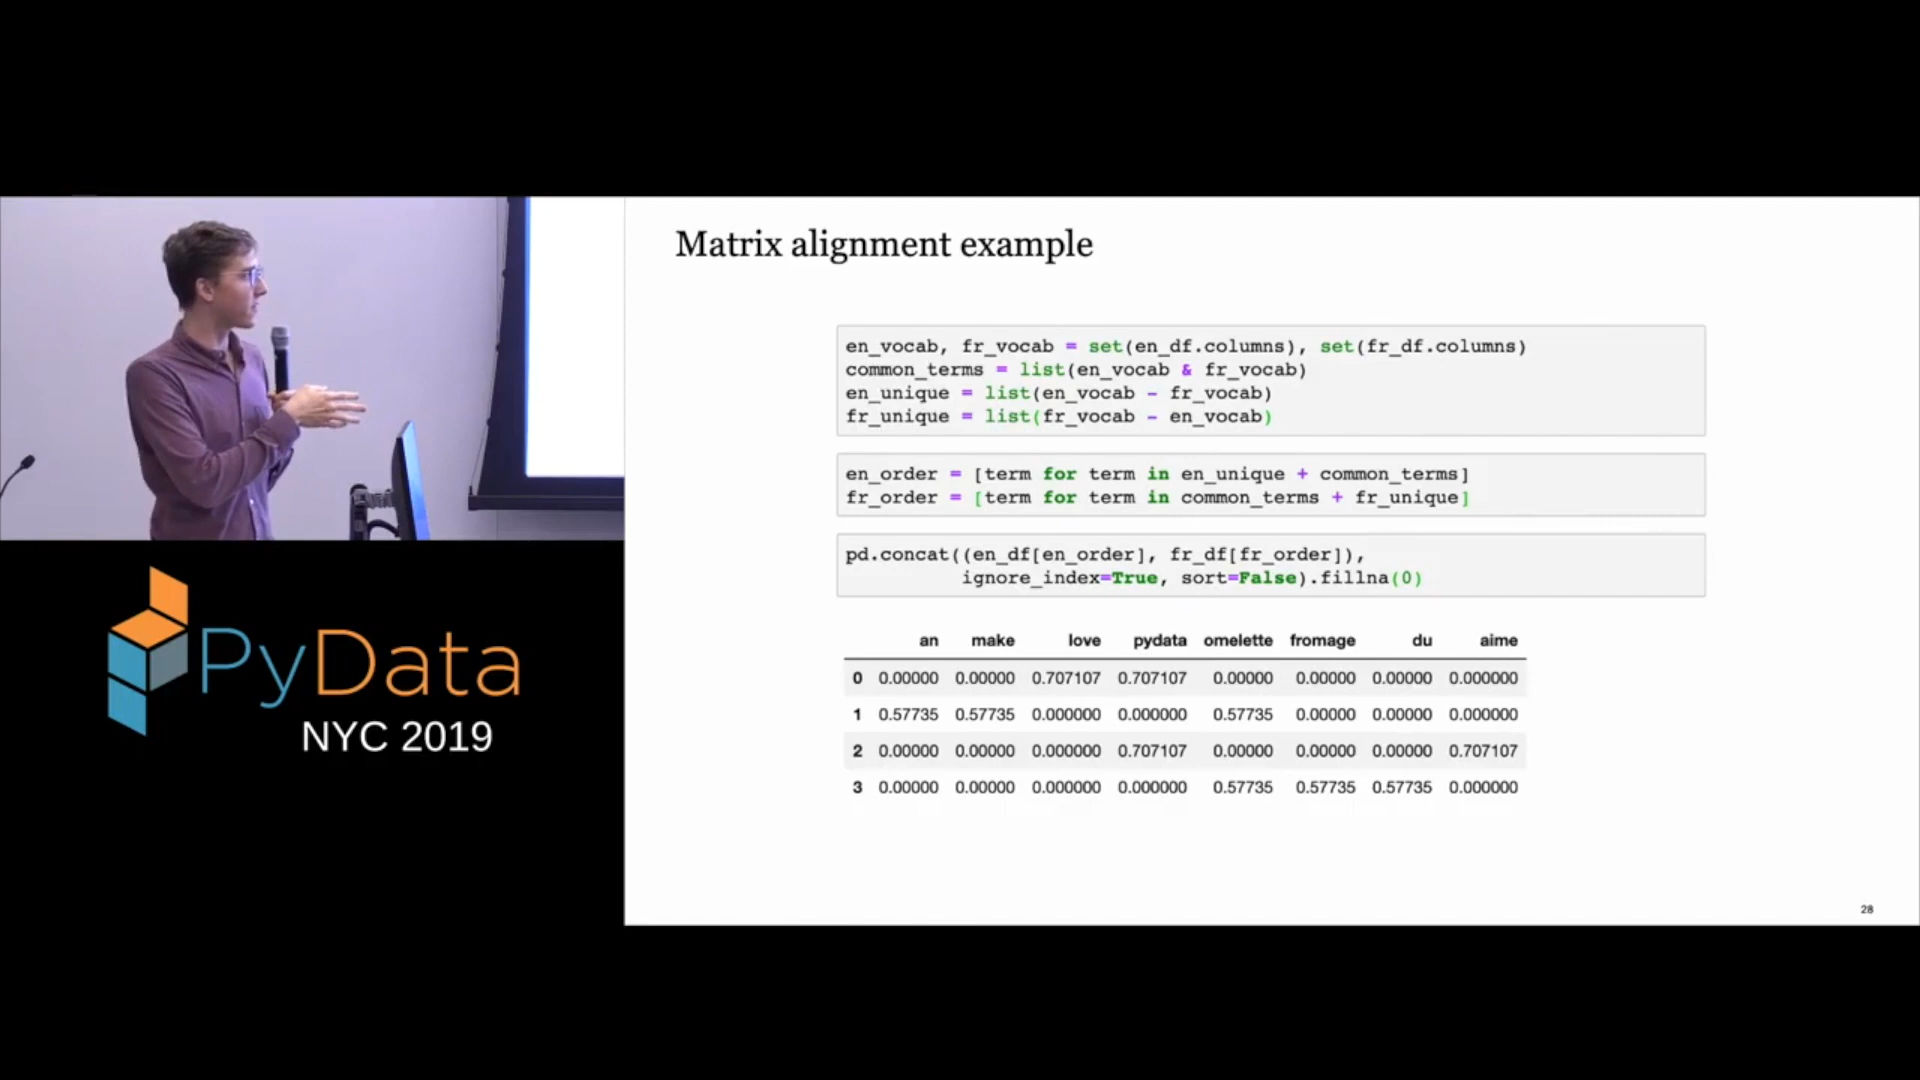 Matrix alignment example
en_vocab, fr_vocab = set(en_df.columns), set(fr_df.columns)
common_terms = list(en_vocab & fr_vocab)
en_unique = list(en_vocab - fr_vocab)
fr_unique = list(fr_vocab - en_vocab)
en_order = [term for term in en_unique + common_terms]
fr_order = [term for term in common_terms + fr_unique]
pd.concat((en_df[en_order], fr_df[fr_order]),
ignore_index=True, sort=False).fillna(0)
an make love pydata omelette fromage du aime
0 0.00000 0.00000 0.707107 0.707107 0.00000 0.00000 0.00000 0.000000
1 0.57735 0.57735 0.000000 0.000000 0.57735 0.00000 0.00000 0.000000
2 0.00000 0.00000 0.000000 0.707107 0.00000 0.00000 0.00000 0.707107
3 0.00000 0.00000 0.000000 0.000000 0.57735 0.57735 0.57735 0.000000
28
PyData
NYC 2019